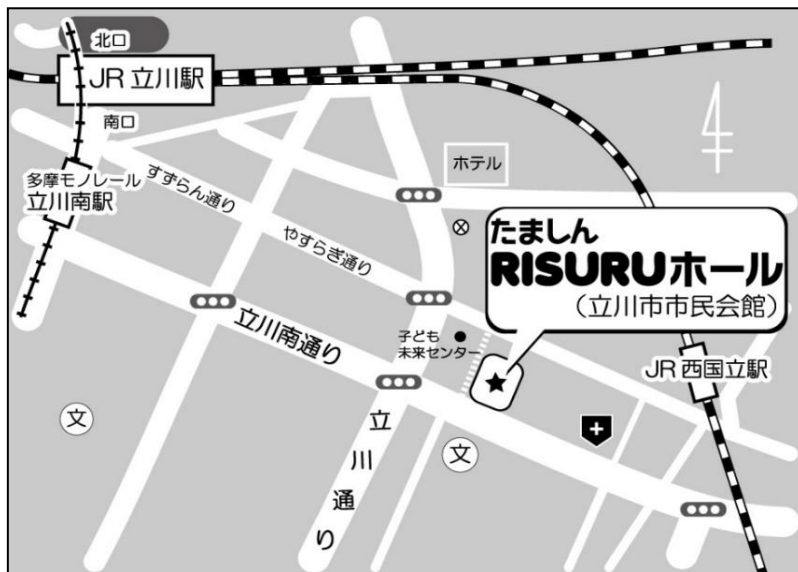 北口
JR 立川駅
南口
多摩モノレール
立川南駅
すずらん通り
やすらぎ通り
ホテル
たましん
RISURUホール
(立川市市民会館)
立川南通り
子ども
未来センター
JR 西国立駅
文
文
立川通り